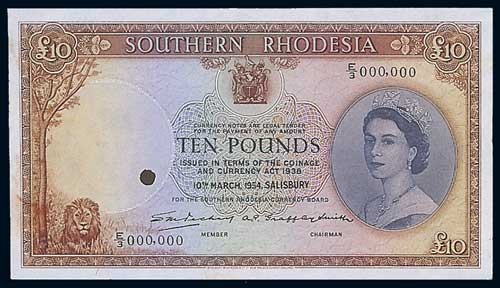 £10 SOUTHERN RHODESIA £10
E/3 000,000
CURRENCY NOTES ARE LEGAL TENDER
FOR THE PAYMENT OF ANY AMOUNT
TEN POUNDS
ISSUED IN TERMS OF THE COINAGE
AND CURRENCY ACT 1938
10TH MARCH, 1954, SALISBURY
FOR THE SOUTHERN RHODESIA CURRENCY BOARD
E/3 000,000
MEMBER CHAIRMAN
£10